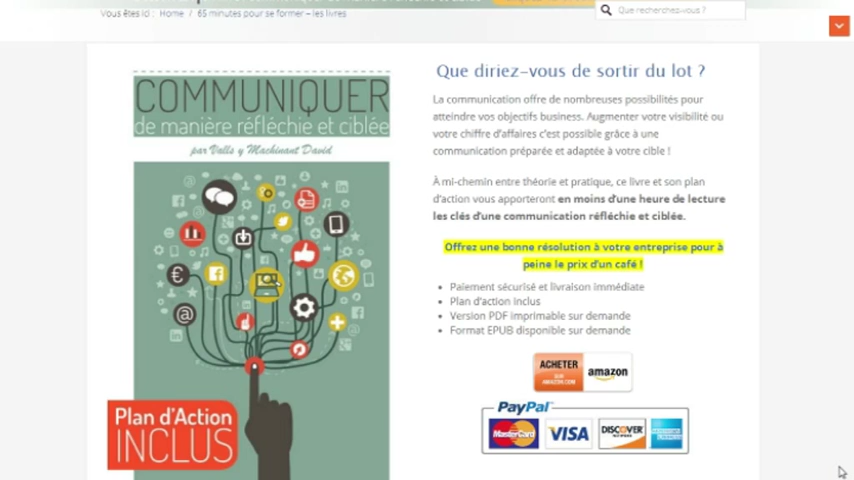 Vous êtes ici : Home / 65 minutes pour se former – les livres
Que recherchez-vous ?
COMMUNIQUER
de manière réfléchie et ciblée
par Valls y Machinant David
Plan d'Action
INCLUS
Que diriez-vous de sortir du lot ?
La communication offre de nombreuses possibilités pour
atteindre vos objectifs business. Augmenter votre visibilité ou
votre chiffre d'affaires c'est possible grâce à une
communication préparée et adaptée à votre cible !
À mi-chemin entre théorie et pratique, ce livre et son plan
d'action vous apporteront en moins d'une heure de lecture
les clés d'une communication réfléchie et ciblée.
Offrez une bonne résolution à votre entreprise pour à
peine le prix d'un café !
Paiement sécurisé et livraison immédiate
Plan d'action inclus
Version PDF imprimable sur demande
Format EPUB disponible sur demande
ACHETER
SUR
AMAZON.COM
amazon
PayPal
MasterCard
VISA
DISCOVER